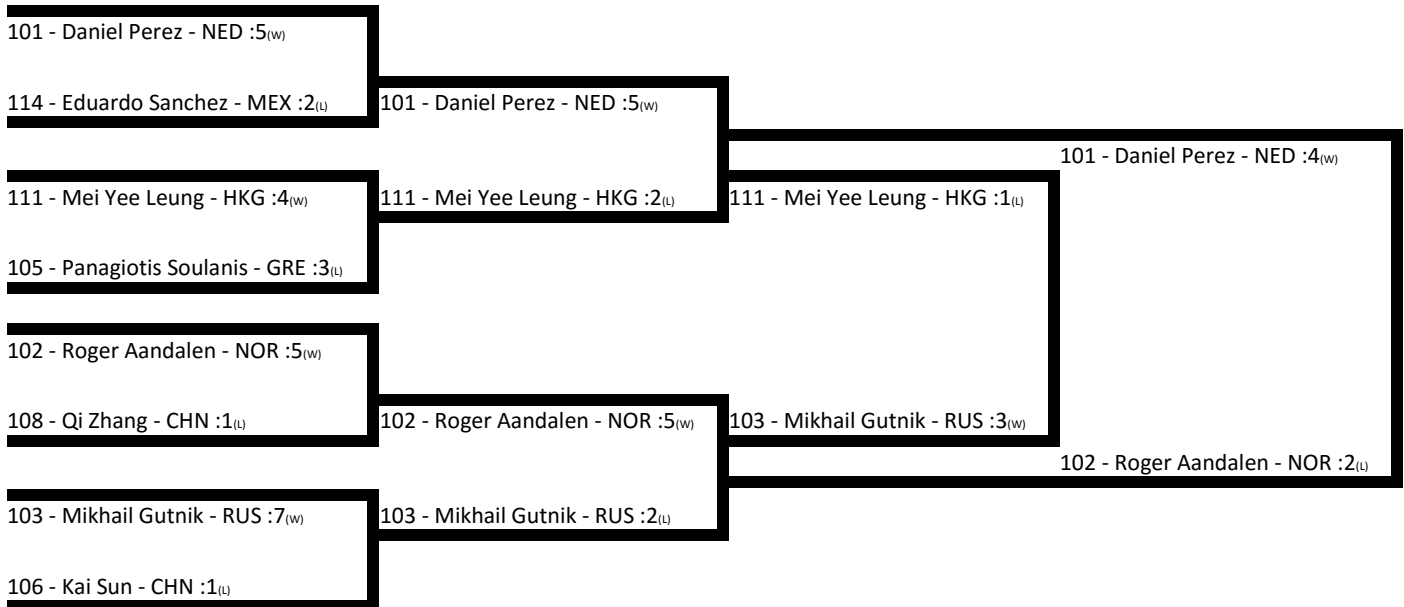 101 - Daniel Perez - NED :5(W)
114 - Eduardo Sanchez - MEX :2(L)
111 - Mei Yee Leung - HKG :4(W)
105 - Panagiotis Soulanis - GRE :3(L)
102 - Roger Aandalen - NOR :5(W)
108 - Qi Zhang - CHN :1(L)
103 - Mikhail Gutnik - RUS :7(W)
106 - Kai Sun - CHN :1(L)
101 - Daniel Perez - NED :5(W)
111 - Mei Yee Leung - HKG :2(L)
102 - Roger Aandalen - NOR :5(W)
103 - Mikhail Gutnik - RUS :2(L)
111 - Mei Yee Leung - HKG :1(L)
103 - Mikhail Gutnik - RUS :3(W)
101 - Daniel Perez - NED :4(W)
102 - Roger Aandalen - NOR :2(L)